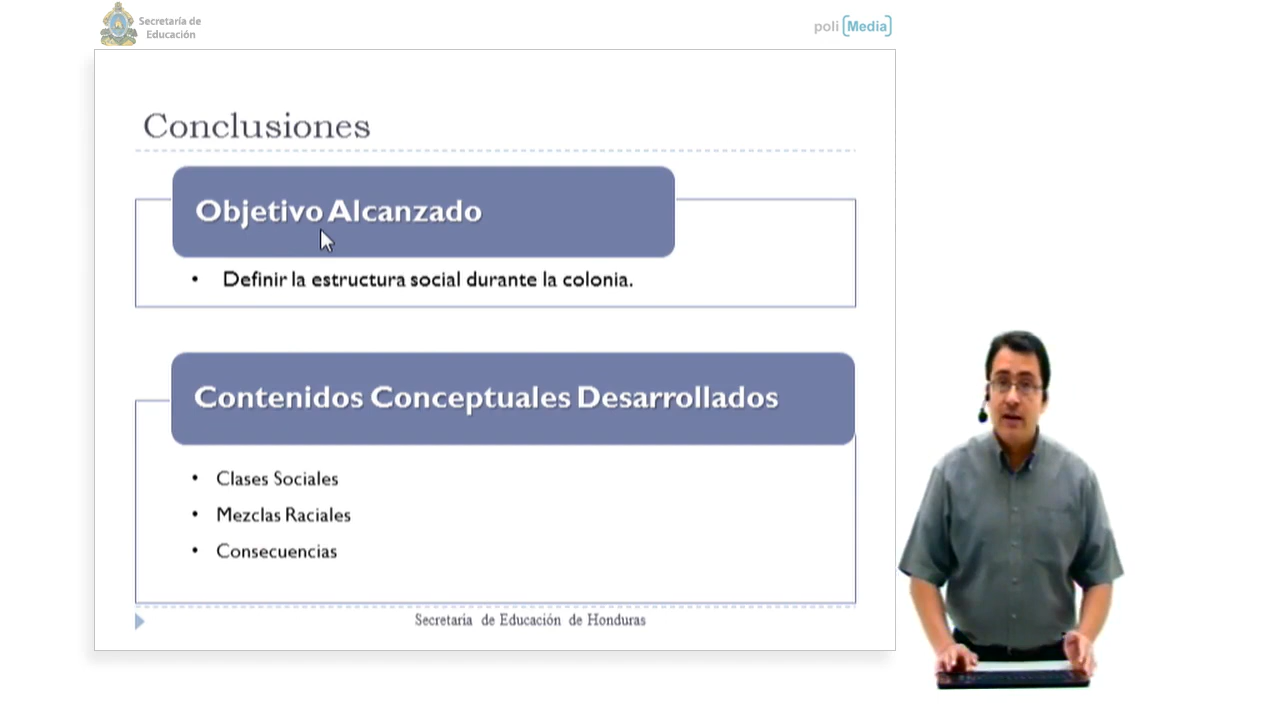 Secretaría de
Educación
poli [Media]
Conclusiones
Objetivo Alcanzado
• Definir la estructura social durante la colonia.
Contenidos Conceptuales Desarrollados
• Clases Sociales
• Mezclas Raciales
• Consecuencias
Secretaría de Educación de Honduras